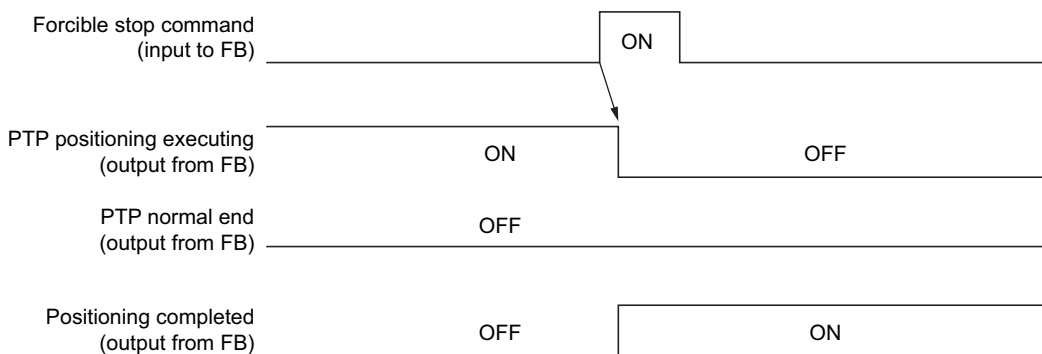 Forcible stop command
(input to FB)
ON
PTP positioning executing
(output from FB)
ON
OFF
PTP normal end
(output from FB)
OFF
Positioning completed
(output from FB)
OFF
ON